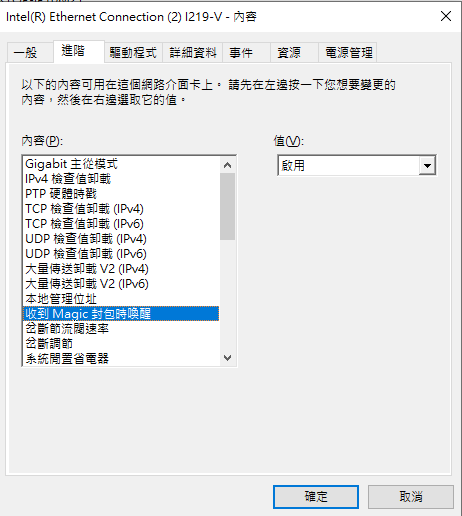 Intel(R) Ethernet Connection (2) I219-V - 內容
一般 進階 驅動程式 詳細資料 事件 資源 電源管理
以下的內容可用在這個網路介面卡上。 請先在左邊按一下您想要變更的
內容，然後在右邊選取它的值。
內容(P): 值(V):
Gigabit 主從模式 啟用
IPv4 檢查值卸載
PTP 硬體時戳
TCP 檢查值卸載 (IPv4)
TCP 檢查值卸載 (IPv6)
UDP 檢查值卸載 (IPv4)
UDP 檢查值卸載 (IPv6)
大量傳送卸載 V2 (IPv4)
大量傳送卸載 V2 (IPv6)
本地管理位址
收到 Magic 封包時喚醒
岔斷節流閥速率
岔斷調節
系統閒置省電器
確定 取消